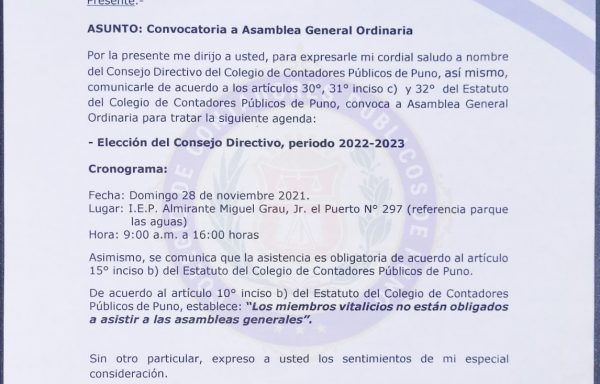 Presente.-
ASUNTO: Convocatoria a Asamblea General Ordinaria
Por la presente me dirijo a usted, para expresarle mi cordial saludo a nombre
del Consejo Directivo del Colegio de Contadores Públicos de Puno, así mismo,
comunicarle de acuerdo a los artículos 30°, 31° inciso c) y 32° del Estatuto
del Colegio de Contadores Públicos de Puno, convoca a Asamblea General
Ordinaria para tratar la siguiente agenda:
- Elección del Consejo Directivo, periodo 2022-2023
Cronograma:
Fecha: Domingo 28 de noviembre 2021.
Lugar: I.E.P. Almirante Miguel Grau, Jr. el Puerto N° 297 (referencia parque
las aguas)
Hora: 9:00 a.m. a 16:00 horas
Asimismo, se comunica que la asistencia es obligatoria de acuerdo al artículo
15° inciso b) del Estatuto del Colegio de Contadores Públicos de Puno.
De acuerdo al artículo 10° inciso b) del Estatuto del Colegio de Contadores
Públicos de Puno, establece: "Los miembros vitalicios no están obligados
a asistir a las asambleas generales".
Sin otro particular, expreso a usted los sentimientos de mi especial
consideración.